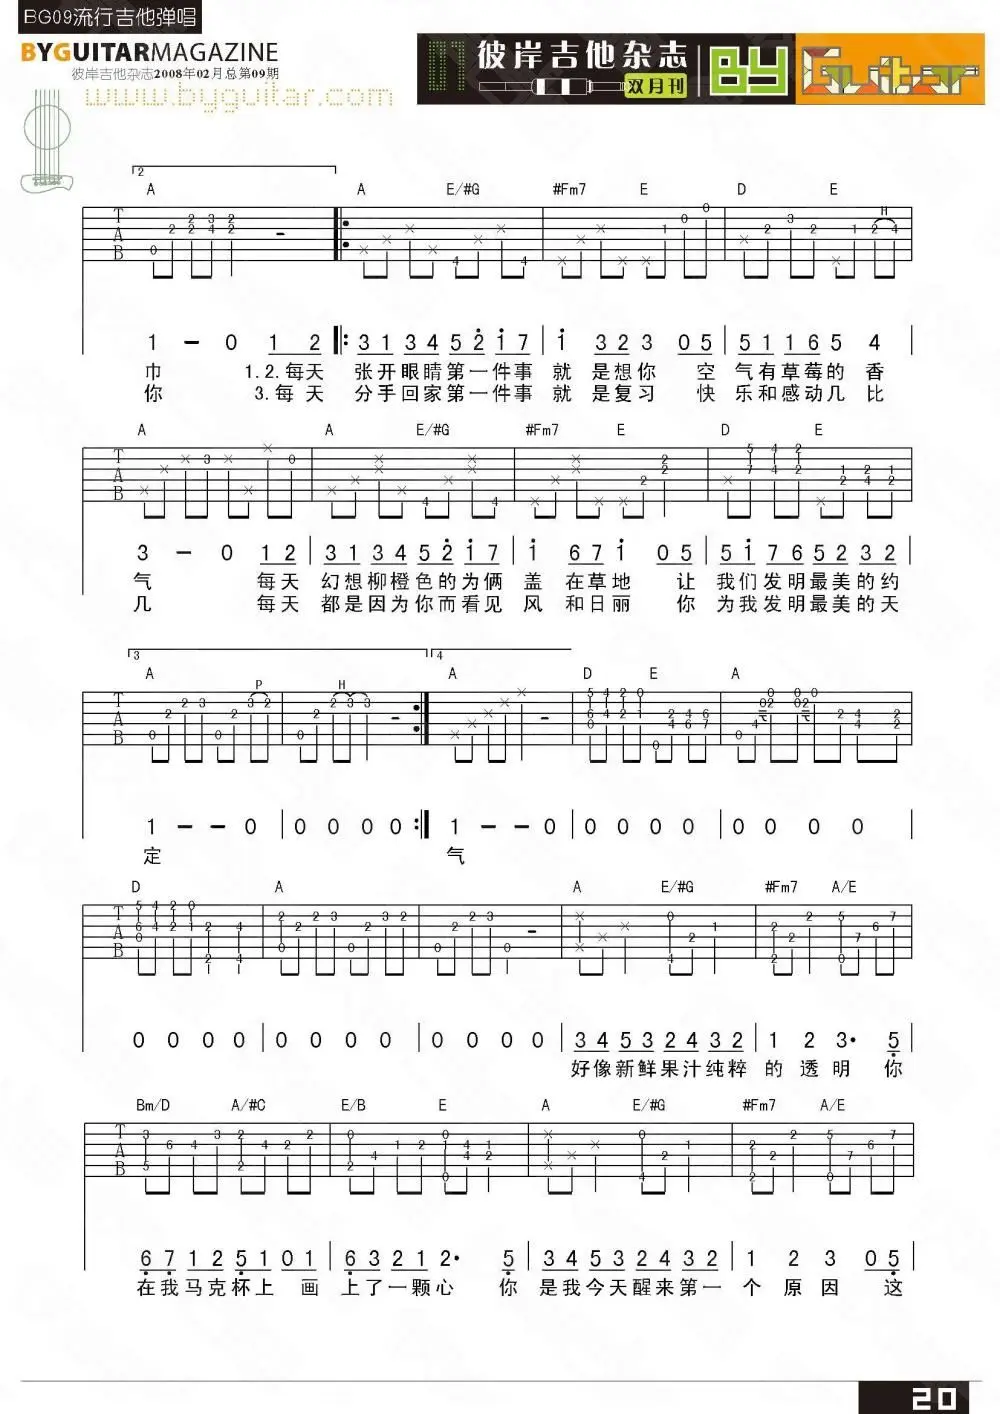 BG09流行吉他弹唱
BYGUITARMAGAZINE
彼岸吉他杂志2008年02月总第09期
www.byguitar.com
07 彼岸吉他杂志 双月刊 BY Guitar
2
A A E/#G #Fm7 E D E
H
1 - 0 1 2 3 1 3 4 5 2 1 7 1 3 2 3 0 5 5 1 1 6 5 4
巾 1.2.每天 张开眼睛第一件事 就 是想你 空 气有草莓的 香
你 3.每 天 分手回家第一件事 就 是复习 快 乐和感动几 比
A A E/#G #Fm7 E D E
3 - 0 1 2 3 1 3 4 5 2 1 7 1 6 7 1 0 5 5 1 7 6 5 2 3 2
气 每天 幻想柳橙色的为俩 盖 在草地 让 我们发明最美的约
几 每天 都是因为你而看见 风 和日丽 你 为我发明最美的天
3 4
A A D E A
P H
1 - - 0 0 0 0 0 1 - - 0 0 0 0 0 0 0 0 0
定 气
D A A E/#G #Fm7 A/E
0 0 0 0 0 0 0 0 0 0 0 0 3 4 5 3 2 4 3 2 1 2 3· 5
好像新鲜果汁纯粹 的 透 明 你
Bm/D A/#C E/B E A E/#G #Fm7 A/E
6 7 1 2 5 1 0 1 6 3 2 1 2· 5 3 4 5 3 2 4 3 2 1 2 3 0 5
在我马克杯上 画 上了一颗心 你 是我今天醒来第一 个 原 因 这
20